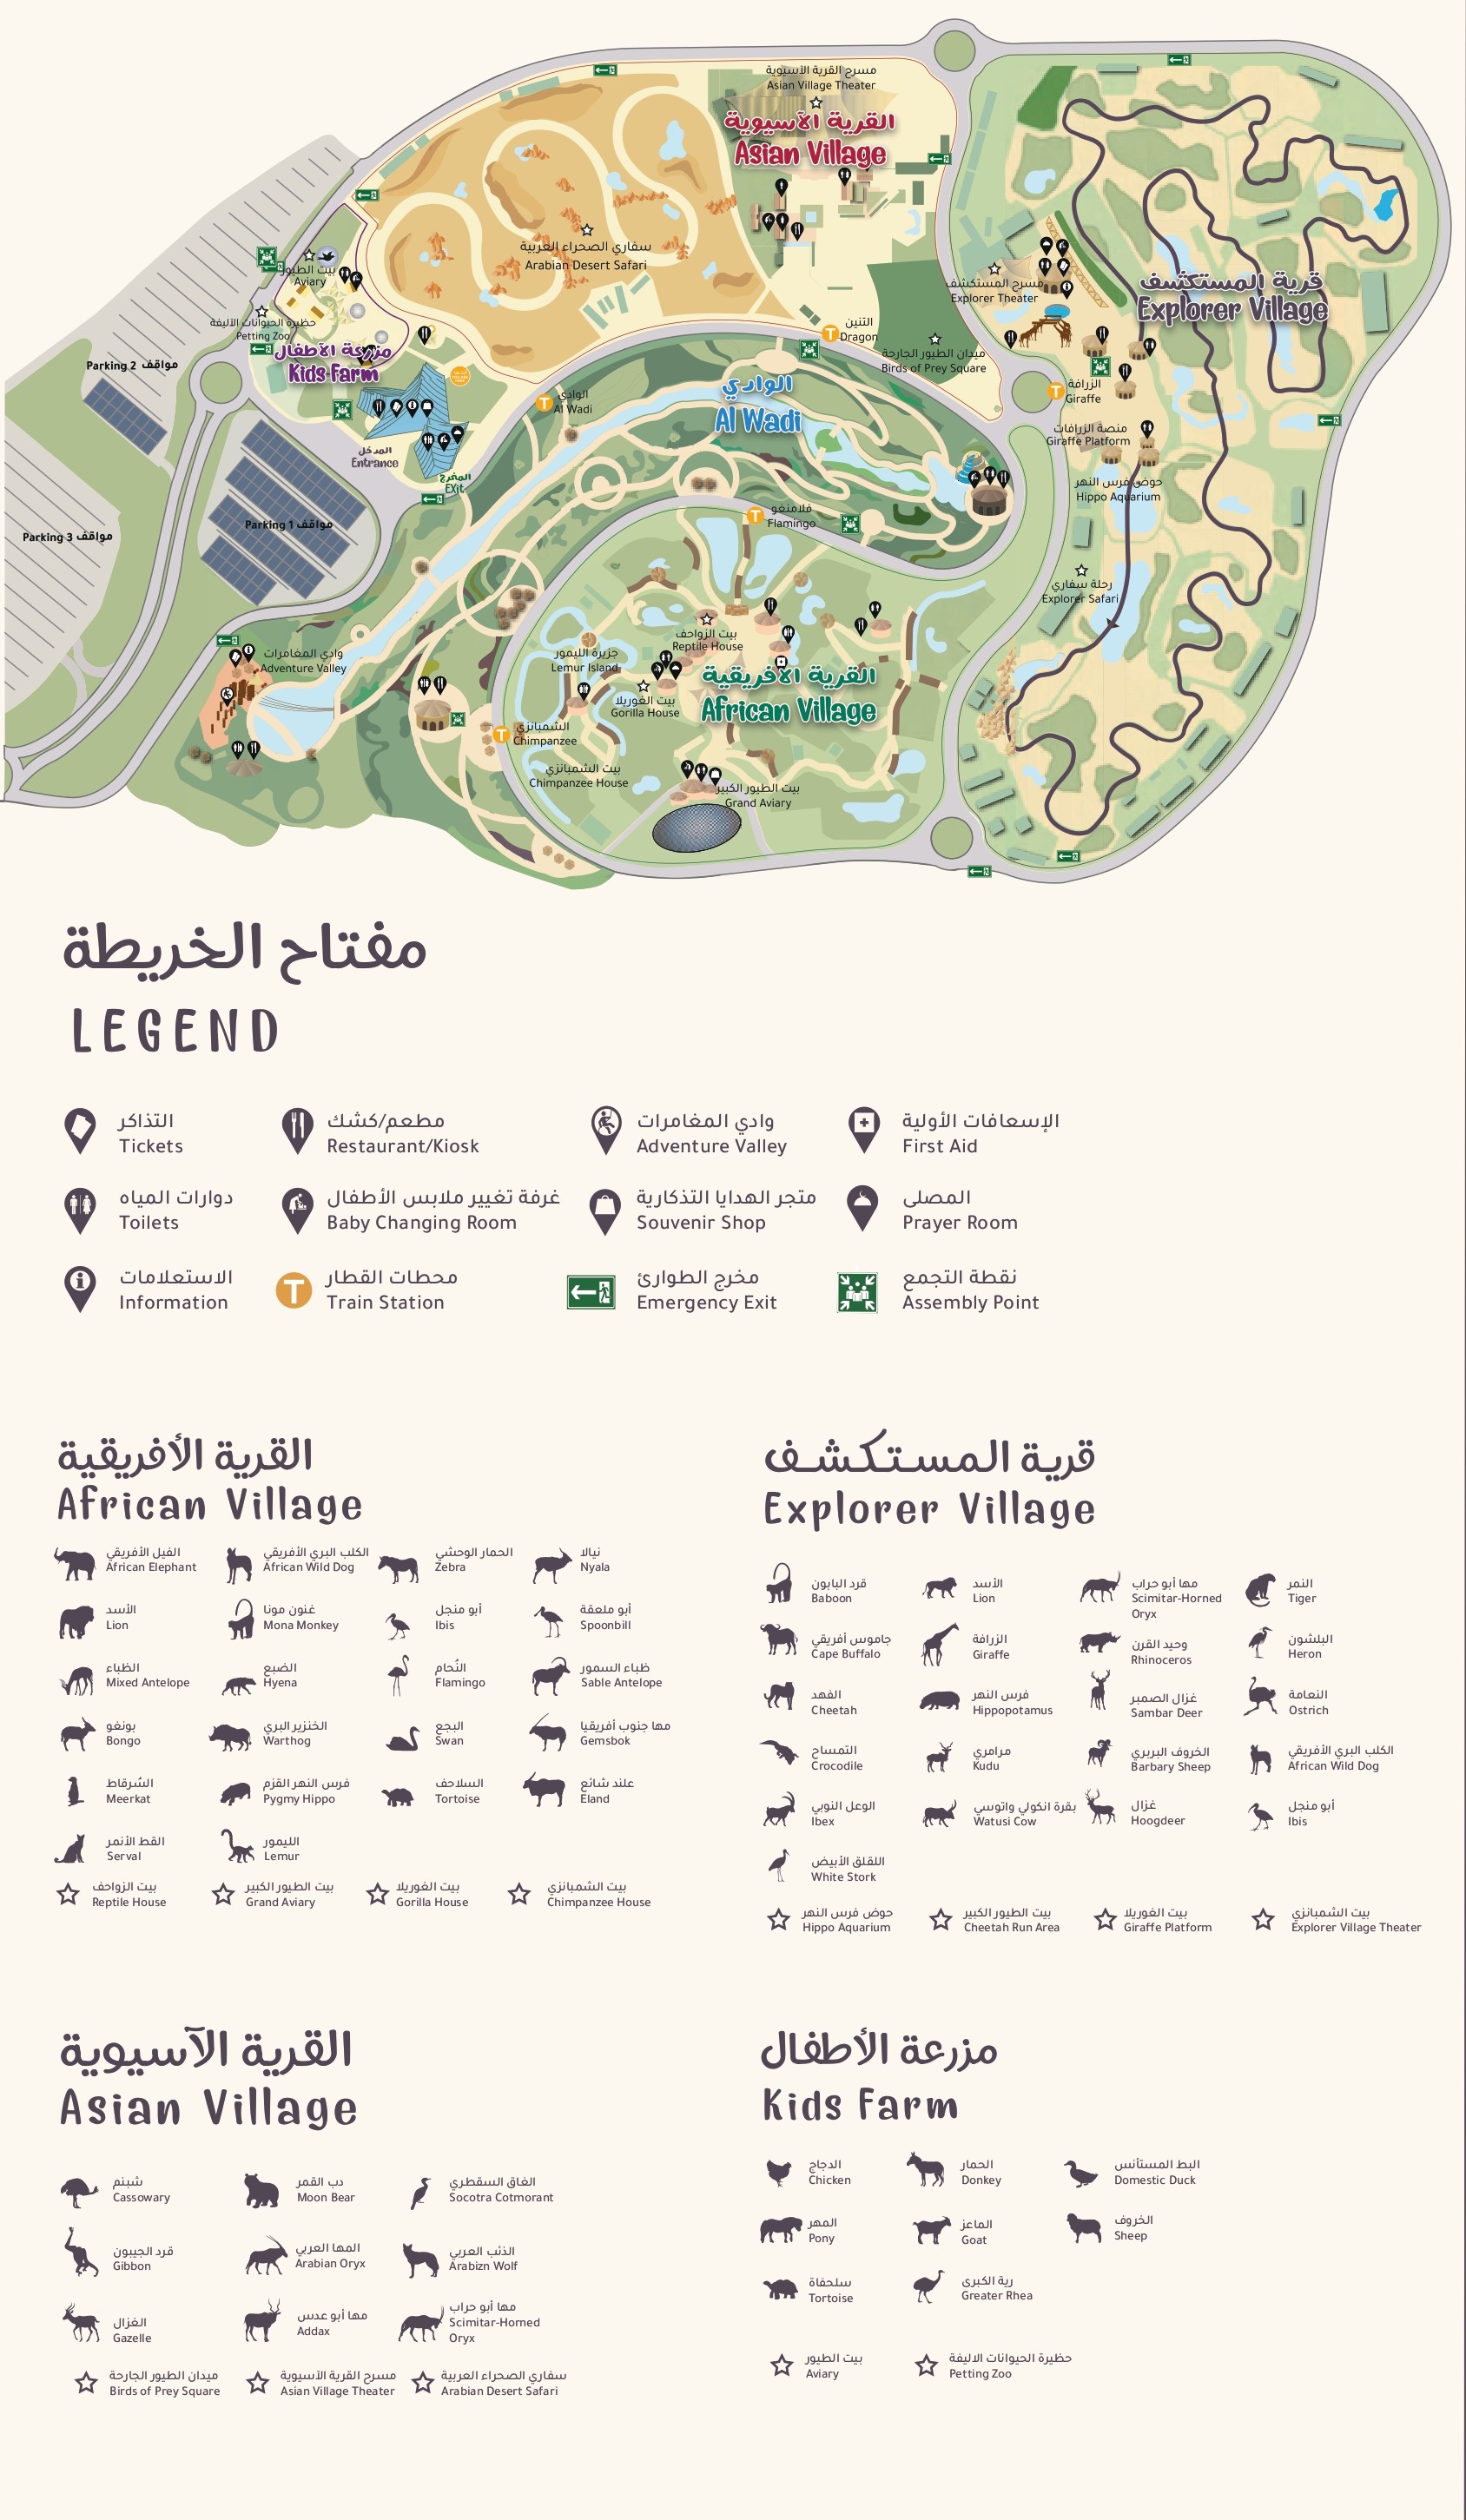 مسرح القرية الآسيوية
Asian Village Theater
القرية الآسيوية
Asian Village
سفاري الصحراء العربية
Arabian Desert Safari
بيت الطيور
Aviary
حظيرة الحيوانات الأليفة
Petting Zoo
مزرعة الأطفال
Kids Farm
مسرح المستكشف
Explorer Theater
قرية المستكشف
Explorer Village
التنين
T Dragon
ميدان الطيور الجارحة
Birds of Prey Square
Parking 2 مواقف
الوادي
T Al Wadi
الوادي
Al Wadi
الزرافة
T Giraffe
منصة الزرافات
Giraffe Platform
المدخل
Entrance
المخرج
EXit
حوض فرس النهر
Hippo Aquarium
Parking 1 مواقف
Parking 3 مواقف
فلامنغو
T Flamingo
رحلة سفاري
Explorer Safari
وادي المغامرات
Adventure Valley
جزيرة الليمور
Lemur Island
بيت الزواحف
Reptile House
بيت الغوريلا
Gorilla House
القرية الأفريقية
African Village
الشمبانزي
T Chimpanzee
بيت الشمبانزي
Chimpanzee House
بيت الطيور الكبير
Grand Aviary
مفتاح الخريطة
LEGEND
التذاكر
Tickets
مطعم/كشك
Restaurant/Kiosk
وادي المغامرات
Adventure Valley
الإسعافات الأولية
First Aid
دوارات المياه
Toilets
غرفة تغيير ملابس الأطفال
Baby Changing Room
متجر الهدايا التذكارية
Souvenir Shop
المصلى
Prayer Room
الاستعلامات
Information
T
محطات القطار
Train Station
مخرج الطوارئ
Emergency Exit
نقطة التجمع
Assembly Point
القرية الأفريقية
African Village
الفيل الأفريقي
African Elephant
الكلب البري الأفريقي
African Wild Dog
الحمار الوحشي
Zebra
نيالا
Nyala
الأسد
Lion
غنون مونا
Mona Monkey
أبو منجل
Ibis
أبو ملعقة
Spoonbill
الظباء
Mixed Antelope
الضبع
Hyena
النُحام
Flamingo
ظباء السمور
Sable Antelope
بونغو
Bongo
الخنزير البري
Warthog
البجع
Swan
مها جنوب أفريقيا
Gemsbok
السُرقاط
Meerkat
فرس النهر القزم
Pygmy Hippo
السلاحف
Tortoise
علند شائع
Eland
القط الأنمر
Serval
الليمور
Lemur
بيت الزواحف
Reptile House
بيت الطيور الكبير
Grand Aviary
بيت الغوريلا
Gorilla House
بيت الشمبانزي
Chimpanzee House
قرية المستكشف
Explorer Village
قرد البابون
Baboon
الأسد
Lion
مها أبو حراب
Scimitar-Horned
Oryx
النمر
Tiger
جاموس أفريقي
Cape Buffalo
الزرافة
Giraffe
وحيد القرن
Rhinoceros
البلشون
Heron
الفهد
Cheetah
فرس النهر
Hippopotamus
غزال الصمبر
Sambar Deer
النعامة
Ostrich
التمساح
Crocodile
مرامري
Kudu
الخروف البربري
Barbary Sheep
الكلب البري الأفريقي
African Wild Dog
الوعل النوبي
Ibex
بقرة انكولي واتوسي
Watusi Cow
غزال
Hoogdeer
أبو منجل
Ibis
اللقلق الأبيض
White Stork
حوض فرس النهر
Hippo Aquarium
بيت الطيور الكبير
Cheetah Run Area
بيت الغوريلا
Giraffe Platform
بيت الشمبانزي
Explorer Village Theater
القرية الآسيوية
Asian Village
شبنم
Cassowary
دب القمر
Moon Bear
الغاق السقطري
Socotra Cotmorant
قرد الجيبون
Gibbon
المها العربي
Arabian Oryx
الذئب العربي
Arabizn Wolf
الغزال
Gazelle
مها أبو عدس
Addax
مها أبو حراب
Scimitar-Horned
Oryx
ميدان الطيور الجارحة
Birds of Prey Square
مسرح القرية الآسيوية
Asian Village Theater
سفاري الصحراء العربية
Arabian Desert Safari
مزرعة الأطفال
Kids Farm
الدجاج
Chicken
الحمار
Donkey
البط المستأنس
Domestic Duck
المهر
Pony
الماعز
Goat
الخروف
Sheep
سلحفاة
Tortoise
رية الكبرى
Greater Rhea
بيت الطيور
Aviary
حظيرة الحيوانات الاليفة
Petting Zoo